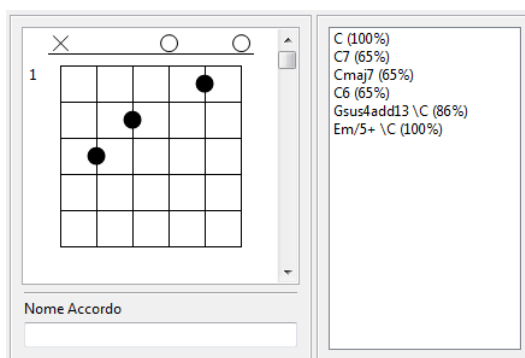 1
Nome Accordo
C (100%)
C7 (65%)
Cmaj7 (65%)
C6 (65%)
Gsus4add13 \C (86%)
Em/5+ \C (100%)